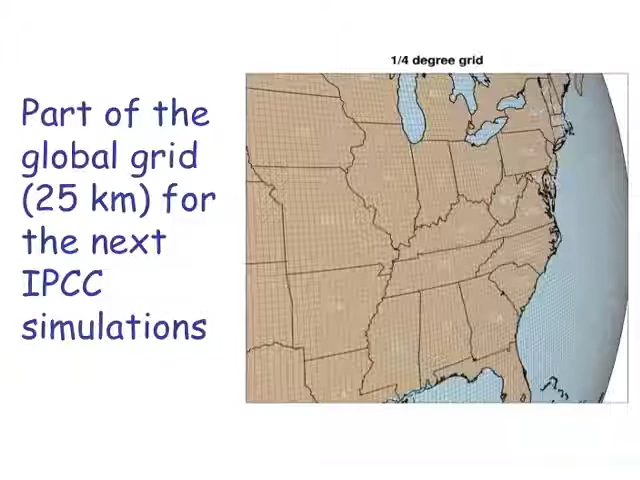 1/4 degree grid
Part of the
global grid
(25 km) for
the next
IPCC
simulations